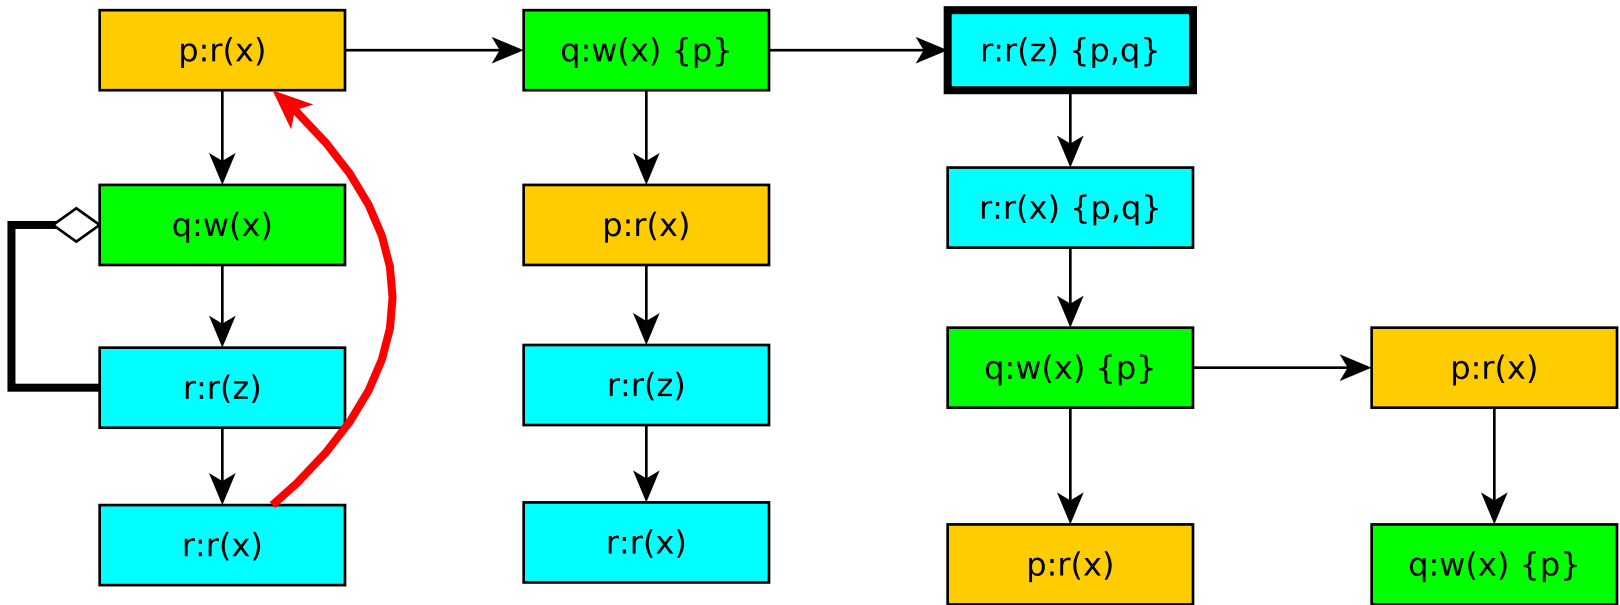 p:r(x)
q:w(x) {p}
r:r(z) {p,q}
q:w(x)
p:r(x)
r:r(x) {p,q}
r:r(z)
r:r(z)
q:w(x) {p}
p:r(x)
r:r(x)
r:r(x)
p:r(x)
q:w(x) {p}